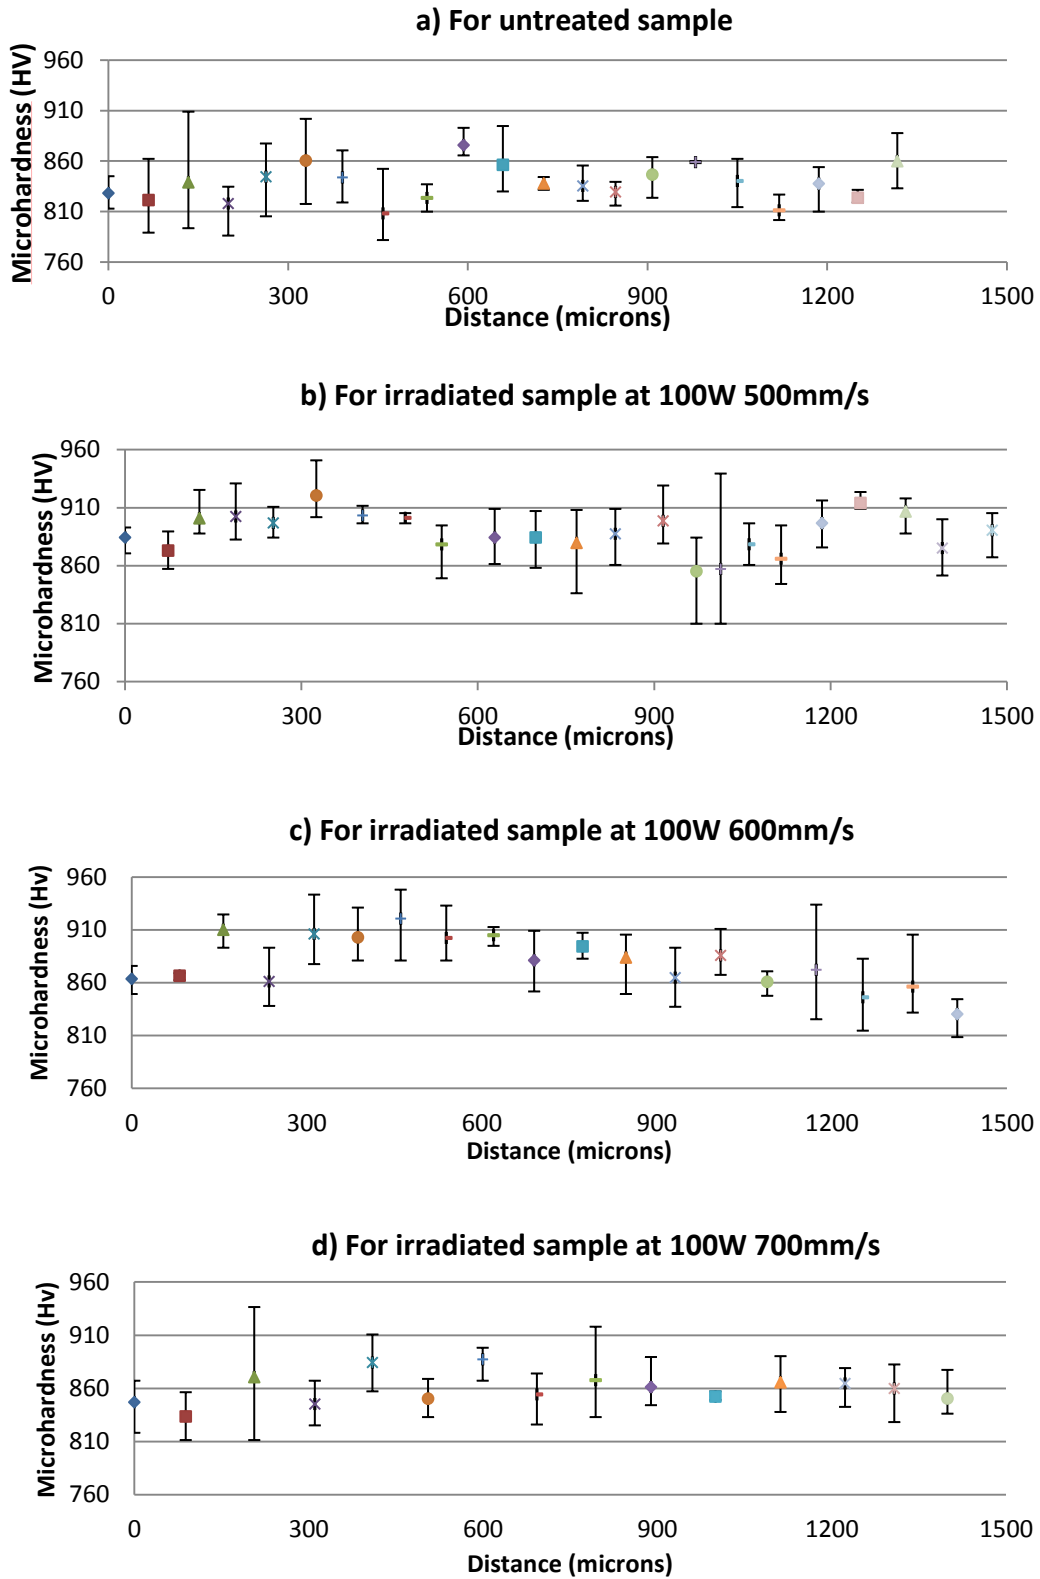 a) For untreated sample
Microhardness (HV)
960
910
860
810
760
0 300 600 900 1200 1500
Distance (microns)
b) For irradiated sample at 100W 500mm/s
Microhardness (HV)
960
910
860
810
760
0 300 600 900 1200 1500
Distance (microns)
c) For irradiated sample at 100W 600mm/s
Microhardness (Hv)
960
910
860
810
760
0 300 600 900 1200 1500
Distance (microns)
d) For irradiated sample at 100W 700mm/s
Microhardness (Hv)
960
910
860
810
760
0 300 600 900 1200 1500
Distance (microns)